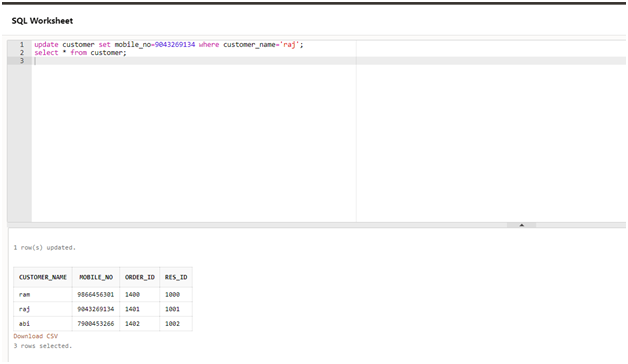 SQL Worksheet
1 update customer set mobile_no=9043269134 where customer_name='raj';
2 select * from customer;
3
1 row(s) updated.
CUSTOMER_NAME MOBILE_NO ORDER_ID RES_ID
ram 9866456301 1400 1000
raj 9043269134 1401 1001
abi 7900453266 1402 1002
Download CSV
3 rows selected.